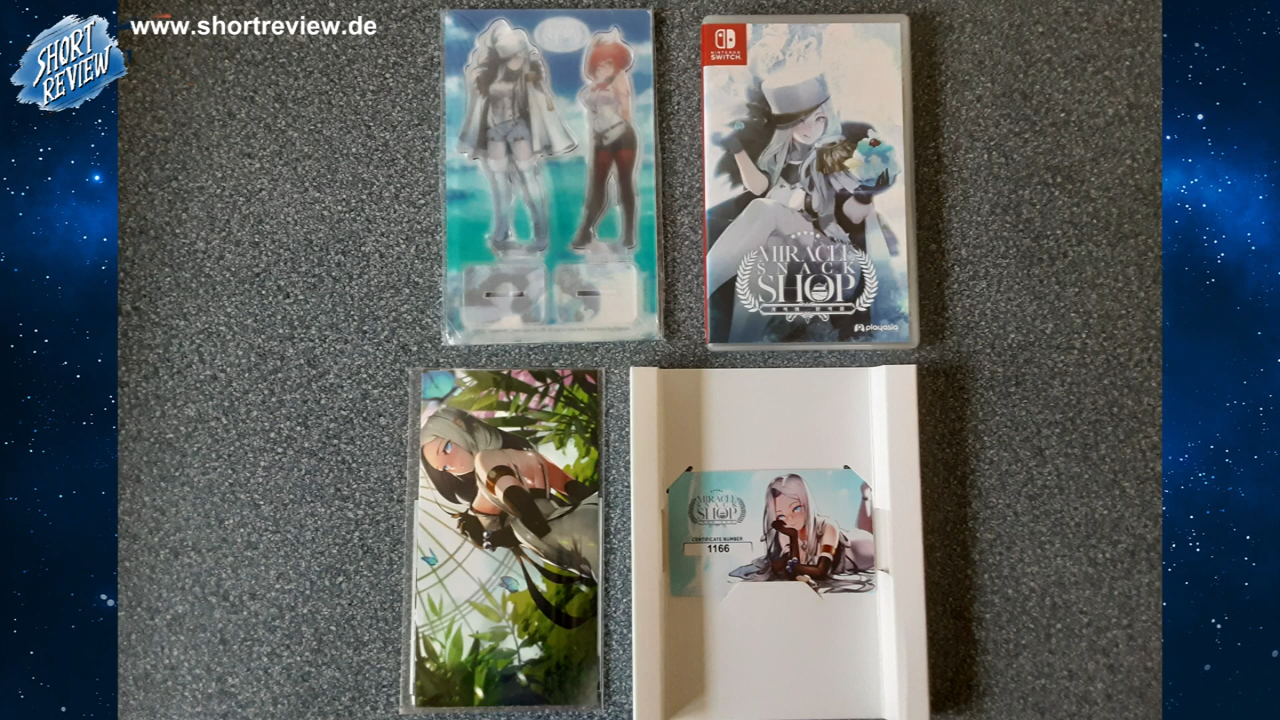 SHORT
REVIEW
www.shortreview.de
NINTENDO
SWITCH
MIRACLE
SNACK
SHOP
playasia
MIRACLE
SHOP
CERTIFICATE NUMBER
1166